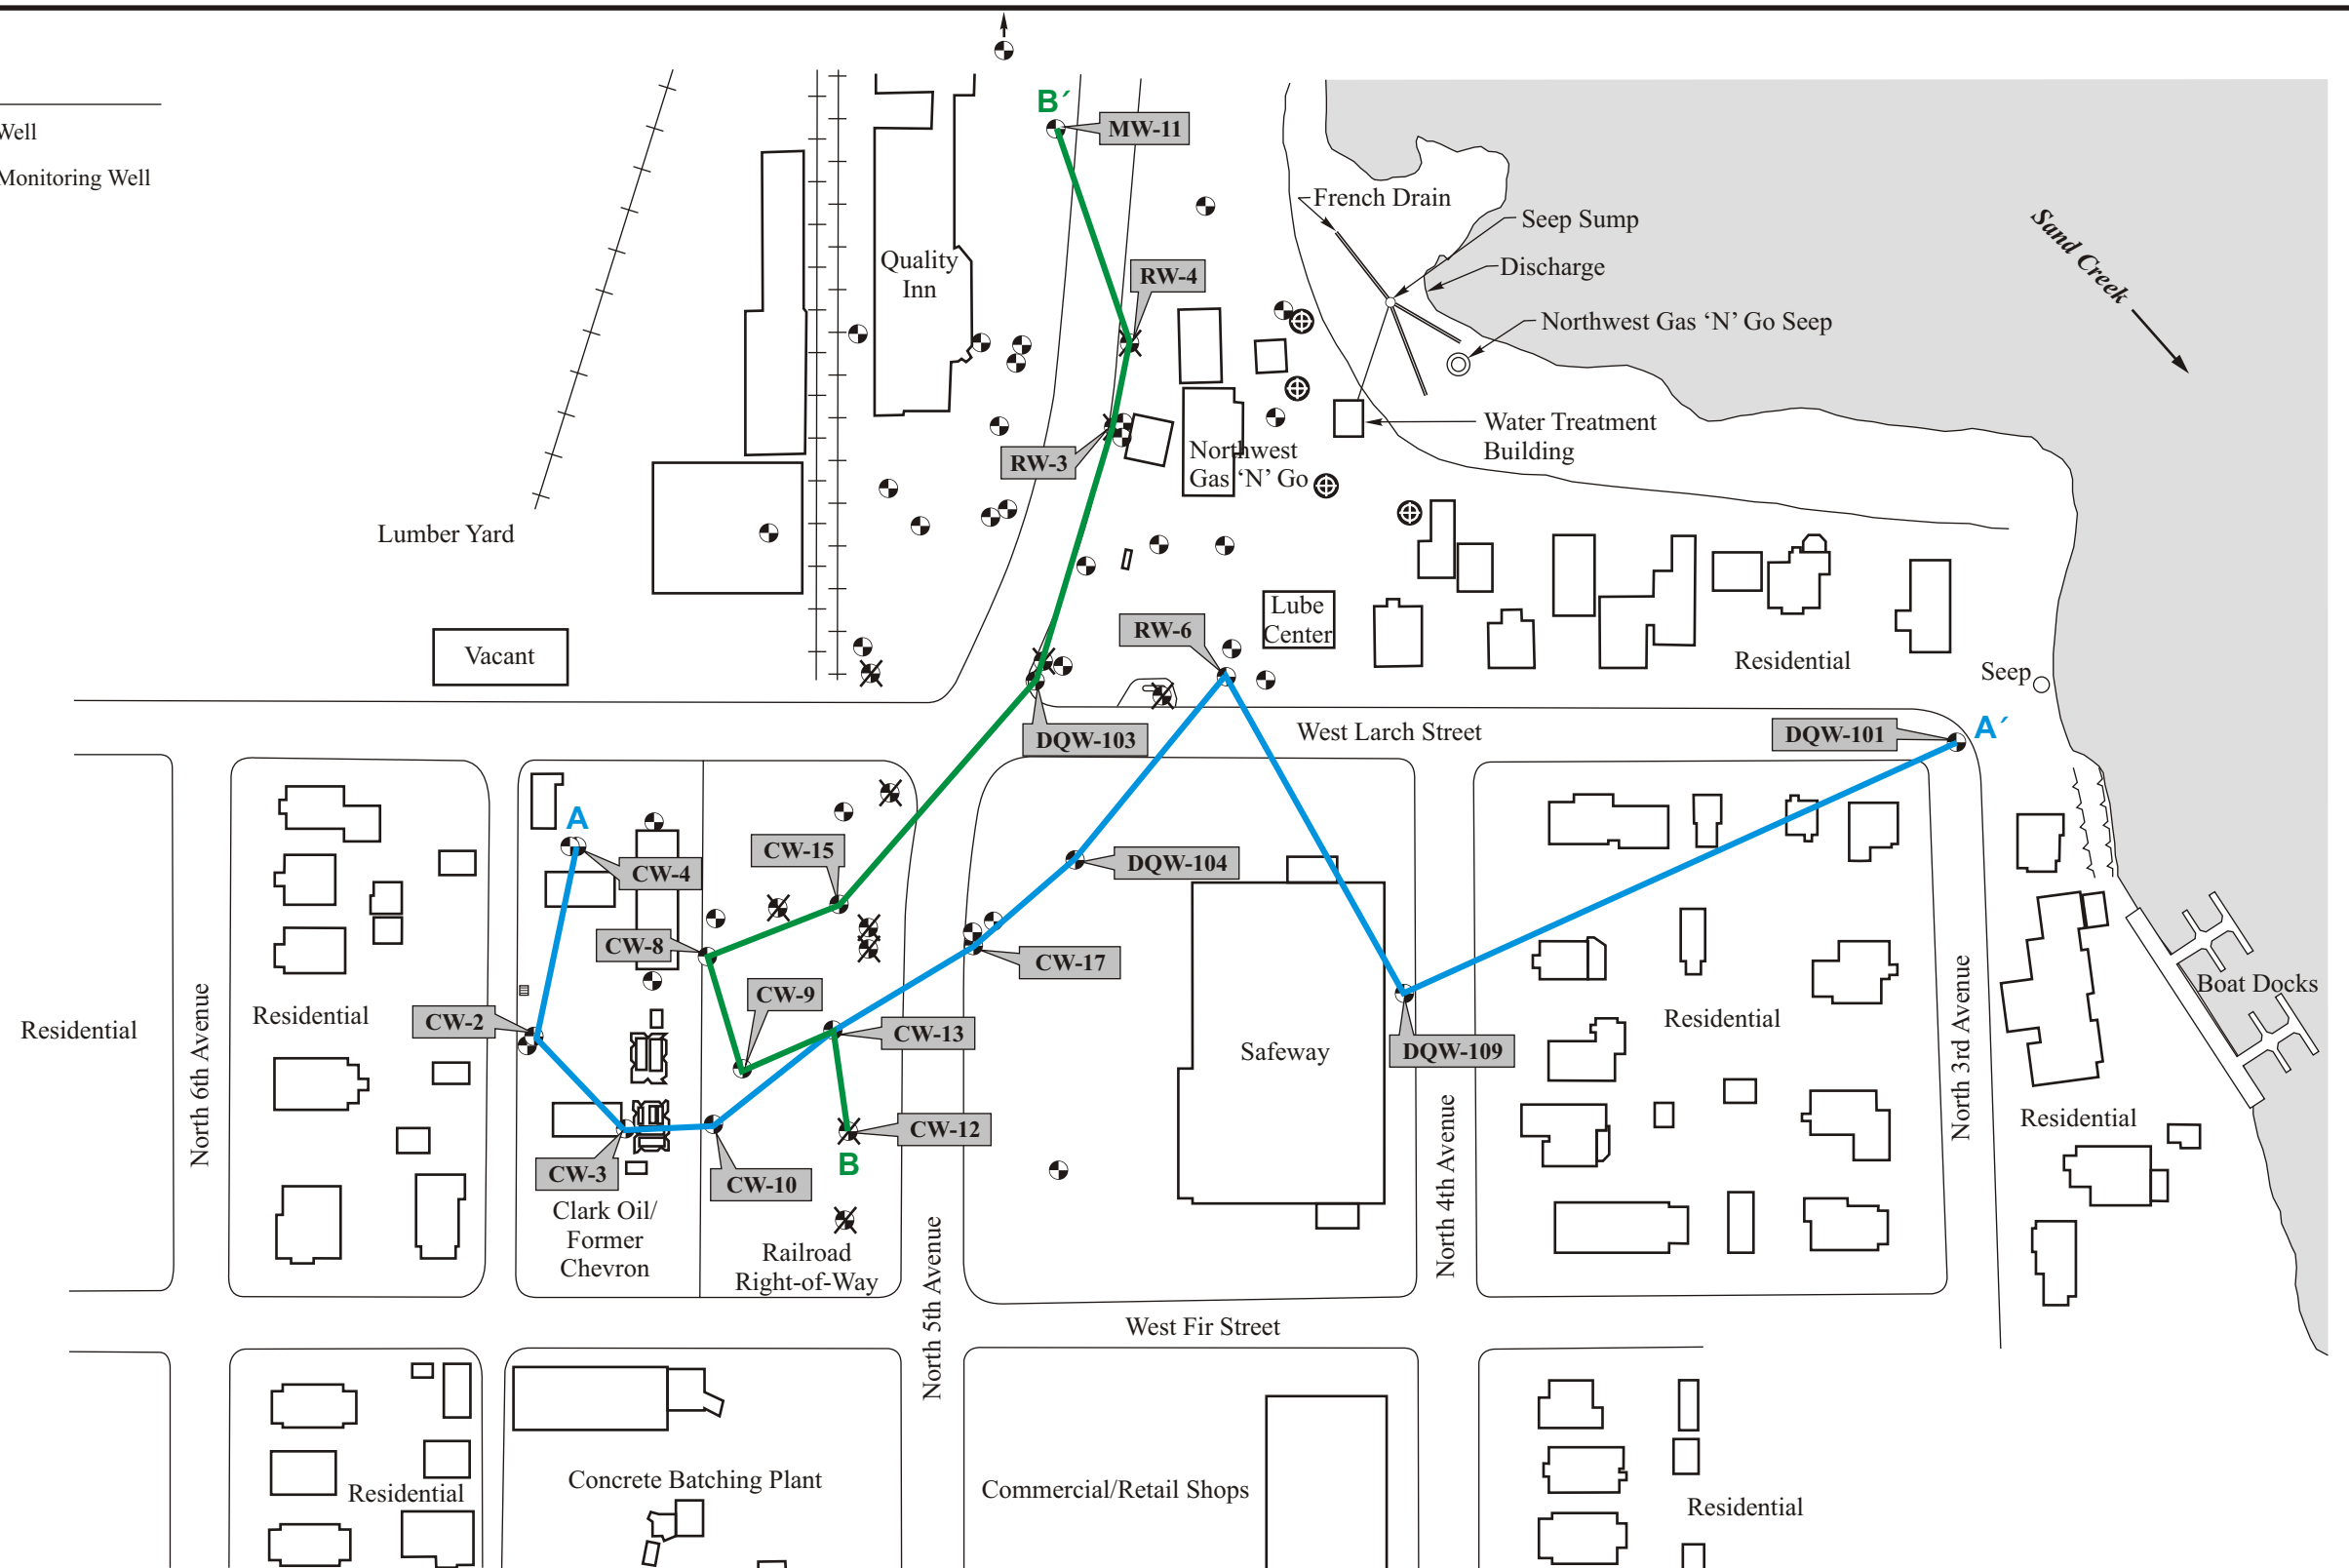 Well
Monitoring Well
B´
MW-11
French Drain
Seep Sump
Sand Creek
Quality
Inn
RW-4
Discharge
Northwest Gas ‘N’ Go Seep
Water Treatment
Building
RW-3
Northwest
Gas ‘N’ Go
Lumber Yard
Lube
Center
RW-6
Vacant
Residential
Seep
DQW-103
West Larch Street
DQW-101
A´
A
CW-15
CW-4
DQW-104
CW-8
CW-17
CW-9
Boat Docks
Residential
North 6th Avenue
Residential
CW-2
CW-13
Safeway
DQW-109
Residential
North 3rd Avenue
CW-12
Residential
B
CW-3
CW-10
North 4th Avenue
Clark Oil/
Former
Chevron
Railroad
Right-of-Way
North 5th Avenue
West Fir Street
Residential
Concrete Batching Plant
Commercial/Retail Shops
Residential